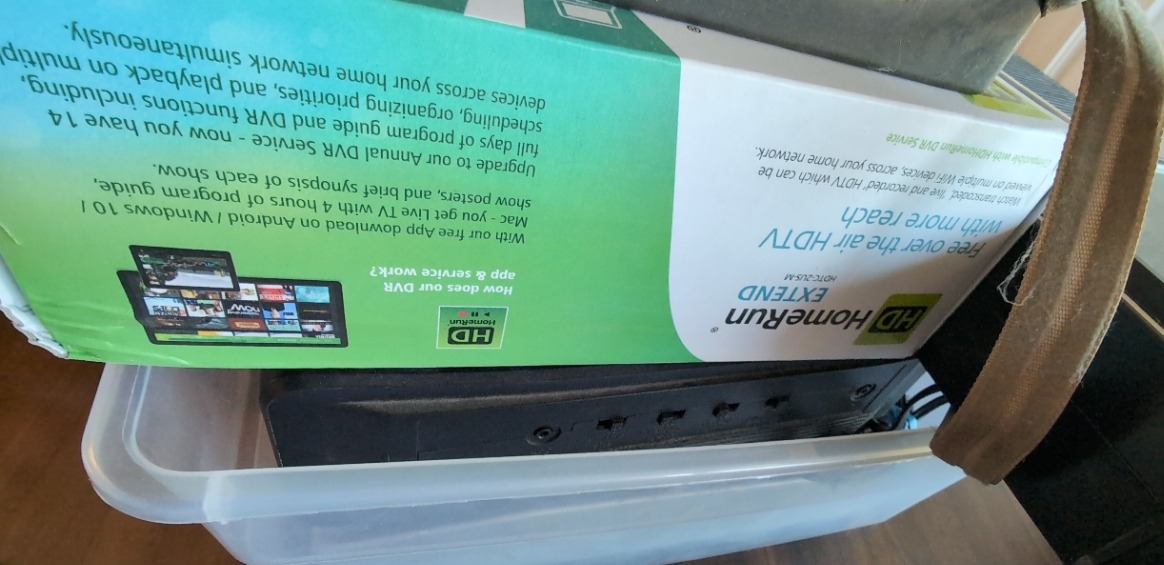 HD HomeRun®
EXTEND
HDTC-2US-M
Free over the air HDTV
with more reach
Watch transcoded, "live" and recorded" HDTV which can be
viewed on multiple WiFi devices, across your home network.
Compatible with HDHomeRun DVR Service
HD
HomeRun
How does our DVR
app & service work?
With our free App download on Android / Windows 10 /
Mac - you get Live TV with 4 hours of program guide,
show posters, and brief synopsis of each show.
Upgrade to our Annual DVR Service - now you have 14
full days of program guide and DVR functions including
scheduling, organizing priorities, and playback on multipl
devices across your home network simultaneously.